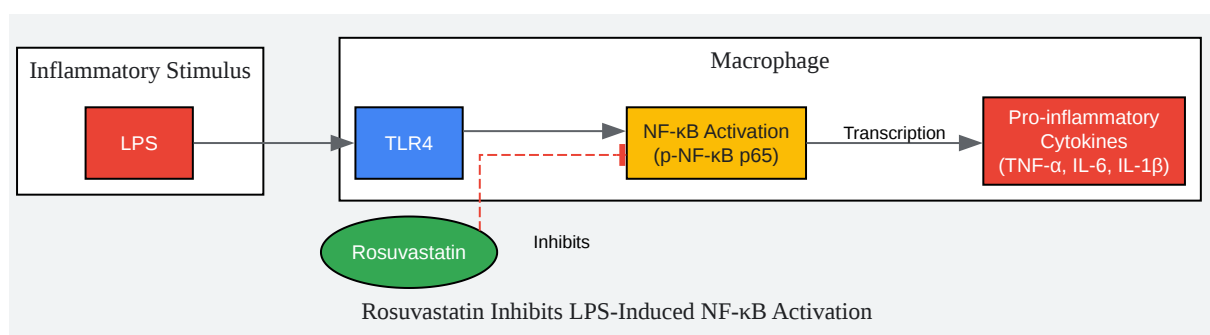 Inflammatory Stimulus
LPS
Macrophage
TLR4
NF-κB Activation
(p-NF-κB p65)
Transcription
Pro-inflammatory
Cytokines
(TNF-α, IL-6, IL-1β)
Rosuvastatin
Inhibits
Rosuvastatin Inhibits LPS-Induced NF-κB Activation